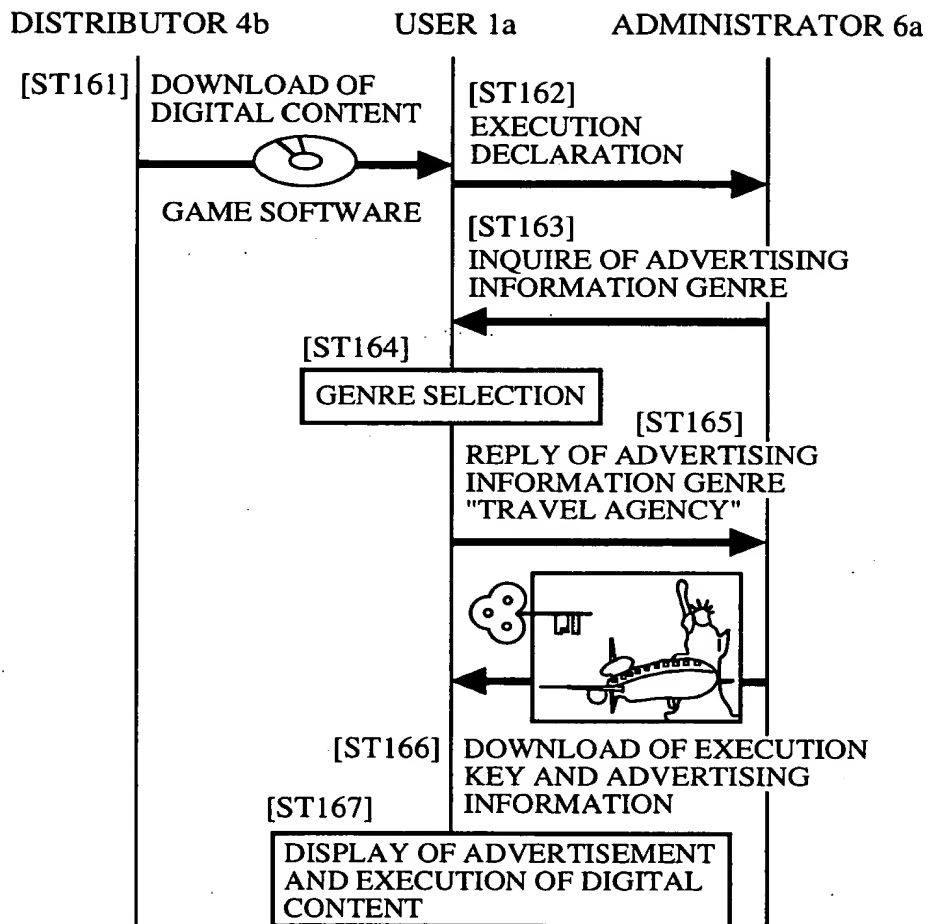 DISTRIBUTOR 4b
USER 1a
ADMINISTRATOR 6a
[ST161]
DOWNLOAD OF
DIGITAL CONTENT
GAME SOFTWARE
[ST162]
EXECUTION
DECLARATION
[ST163]
INQUIRE OF ADVERTISING
INFORMATION GENRE
[ST164]
GENRE SELECTION
[ST165]
REPLY OF ADVERTISING
INFORMATION GENRE
"TRAVEL AGENCY"
[ST166]
DOWNLOAD OF EXECUTION
KEY AND ADVERTISING
INFORMATION
[ST167]
DISPLAY OF ADVERTISEMENT
AND EXECUTION OF DIGITAL
CONTENT